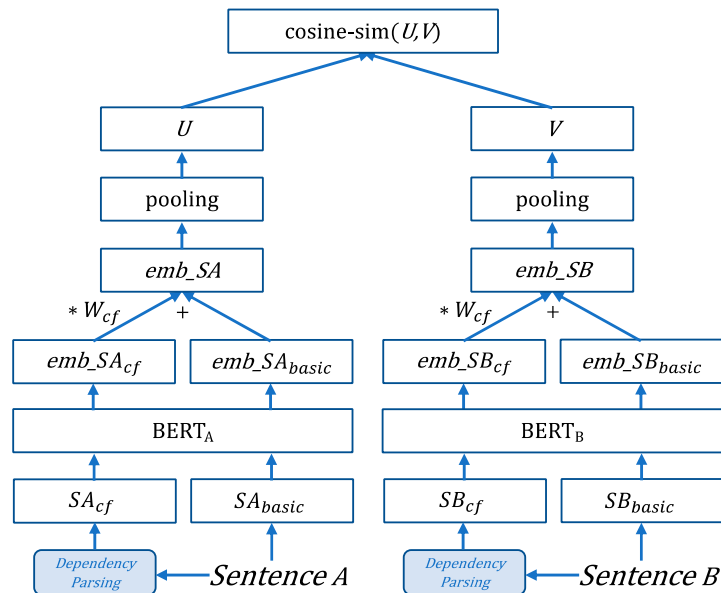 cosine-sim(U,V)
U V
pooling pooling
emb_SA emb_SB
* W_cf + * W_cf +
emb_SA_cf emb_SA_basic emb_SB_cf emb_SB_basic
BERT_A BERT_B
SA_cf SA_basic SB_cf SB_basic
Dependency Parsing Sentence A Dependency Parsing Sentence B